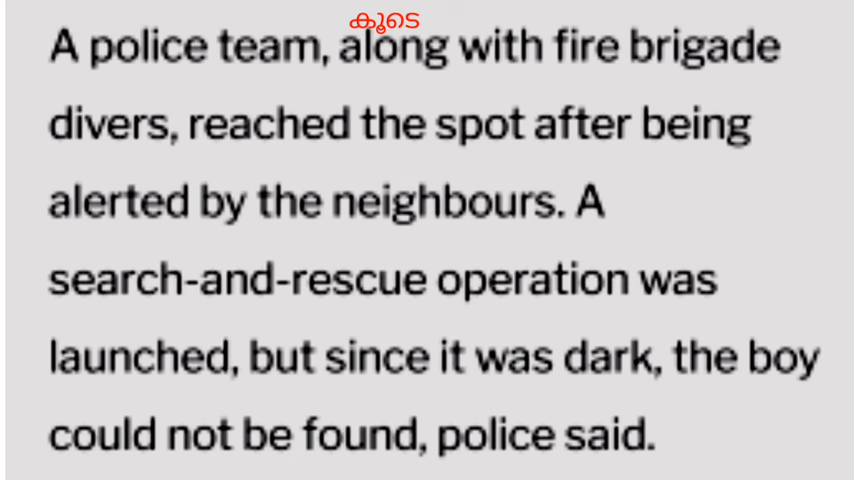 കൂടെ
A police team, along with fire brigade
divers, reached the spot after being
alerted by the neighbours. A
search-and-rescue operation was
launched, but since it was dark, the boy
could not be found, police said.